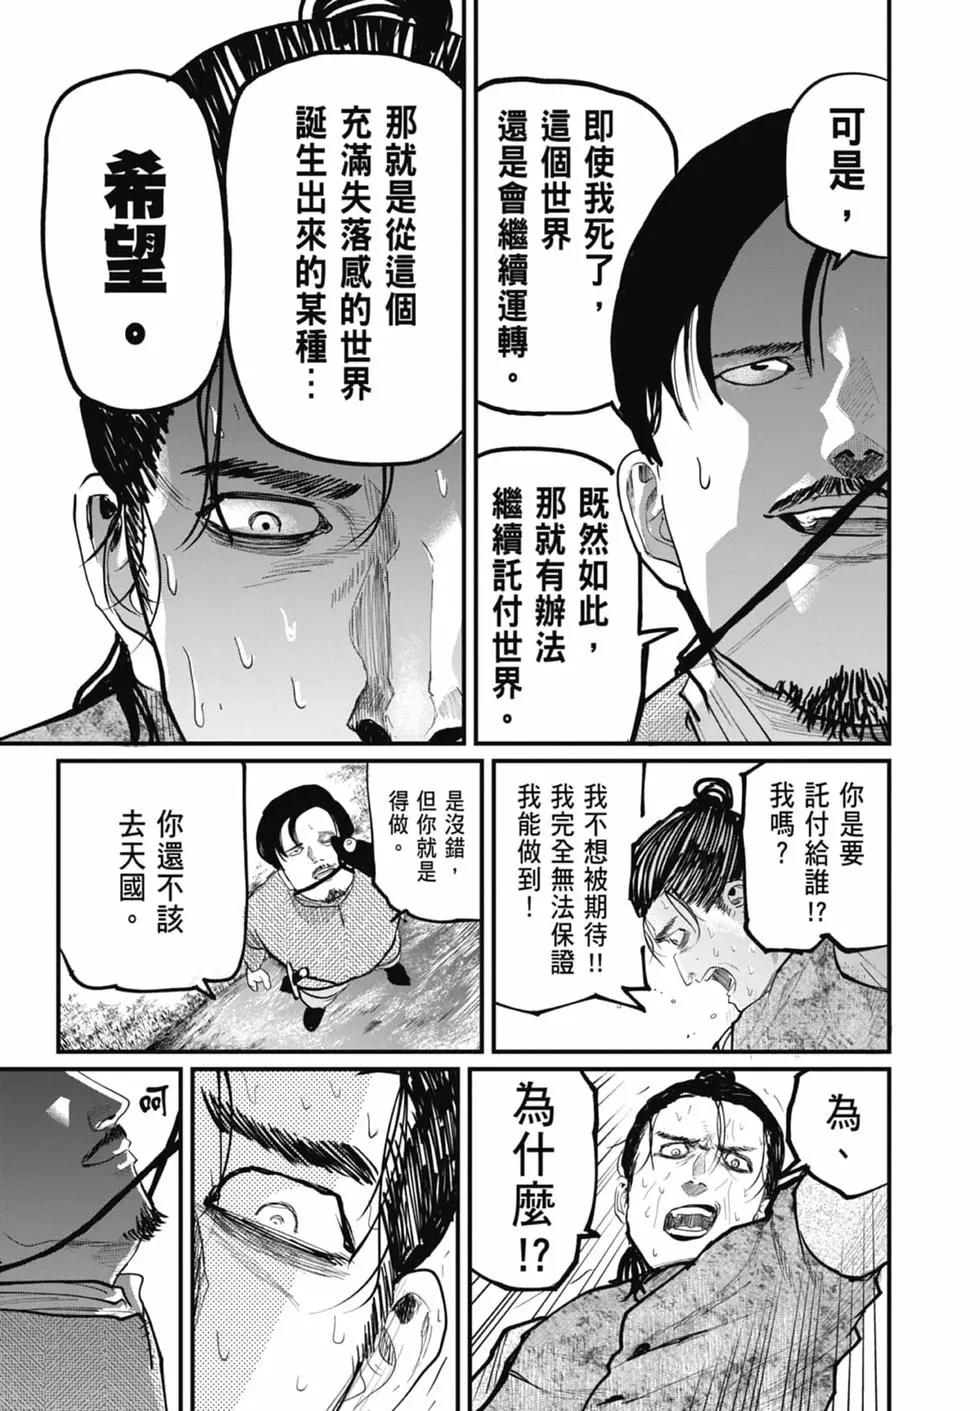 可是，
即使我死了，
這個世界
還是會繼續運轉。
既然如此，
那就有辦法
繼續託付世界。
那就是從這個
充滿失落感的世界
誕生出來的某種…
希望。
你是要
託付給誰!?
我嗎？
我不想被期待!!
我完全無法保證
我能做到！
是沒錯，
但你就是
得做。
你還不該
去天國。
為、
為什麼!?
呵